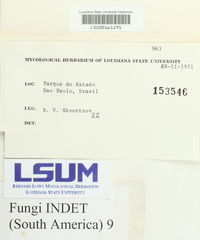 Louisiana State University Herbarium
963
MYCOLOGICAL HERBARIUM OF LOUISIANA STATE UNIVERSITY
28-11-1971
LOC. Parque do Estado
Sao Paulo, Brasil
153546
LEG. B. V. Skvortzov
22
DET.
LSUM
BERNARD LOWY MYCOLOGICAL HERBARIUM
LOUISIANA STATE UNIVERSITY
Fungi INDET
(South America) 9